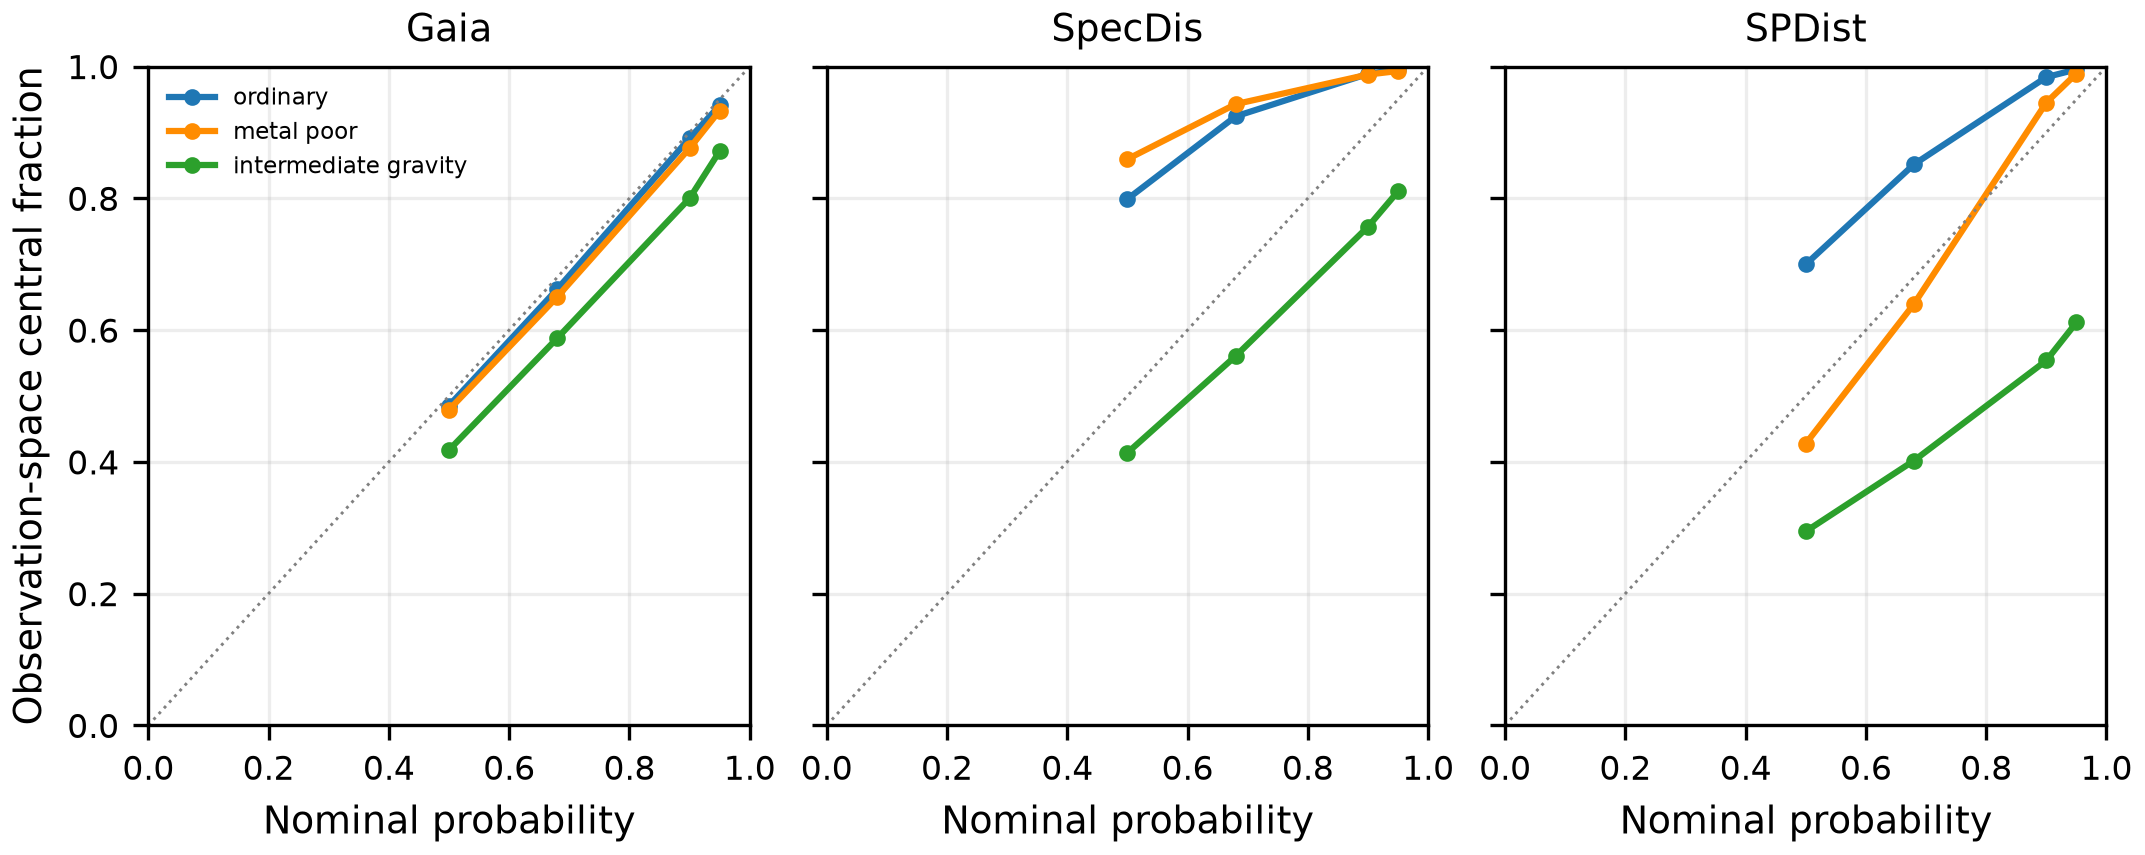 Gaia
SpecDis
SPDist
Observation-space central fraction
1.0
0.8
0.6
0.4
0.2
0.0
ordinary
metal poor
intermediate gravity
0.0 0.2 0.4 0.6 0.8 1.0
0.0 0.2 0.4 0.6 0.8 1.0
0.0 0.2 0.4 0.6 0.8 1.0
Nominal probability
Nominal probability
Nominal probability